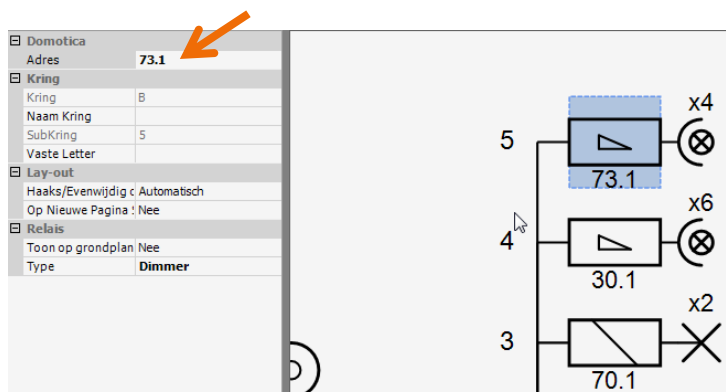 Domotica
Adres 73.1
Kring
Kring B
Naam Kring
SubKring 5
Vaste Letter
Lay-out
Haaks/Evenwijdig c Automatisch
Op Nieuwe Pagina S Nee
Relais
Toon op grondplan Nee
Type Dimmer
x4
5
73.1
x6
4
30.1
x2
3
70.1